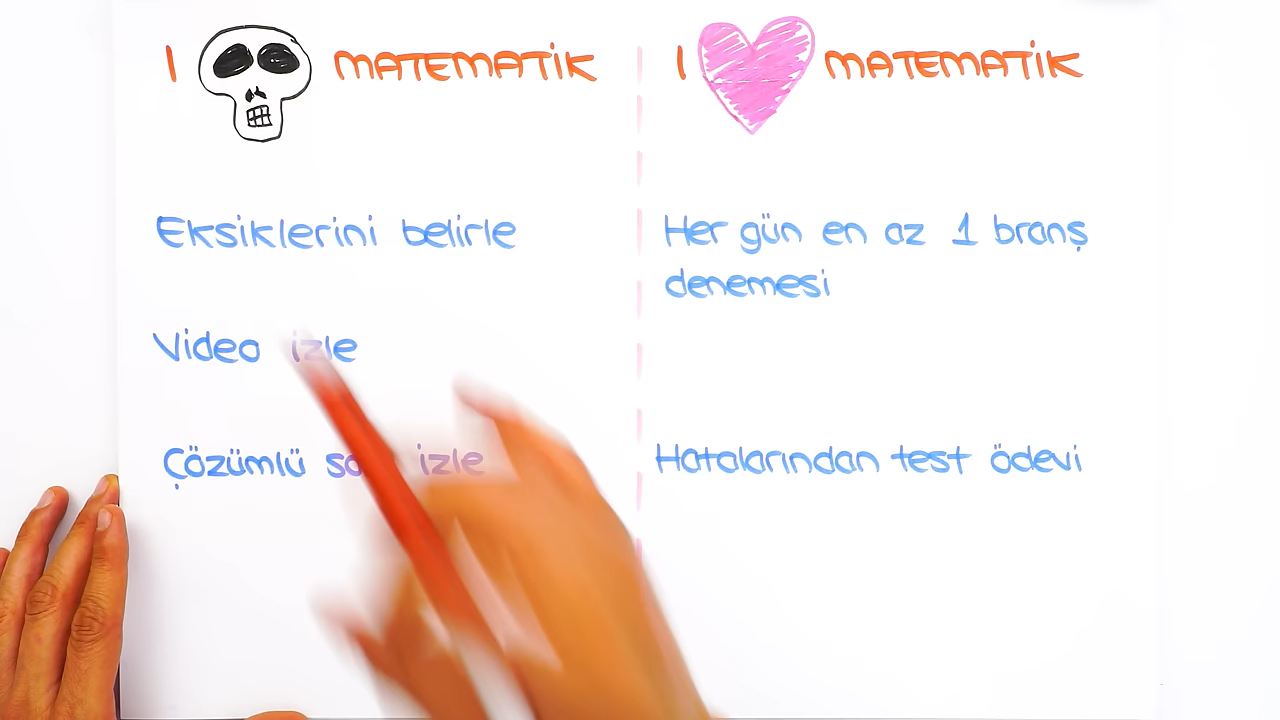 I MATEMATİK
Eksiklerini belirle
Video izle
Çözümlü izle
I MATEMATİK
Her gün en az 1 branş
denemesi
Hatalarından test ödevi